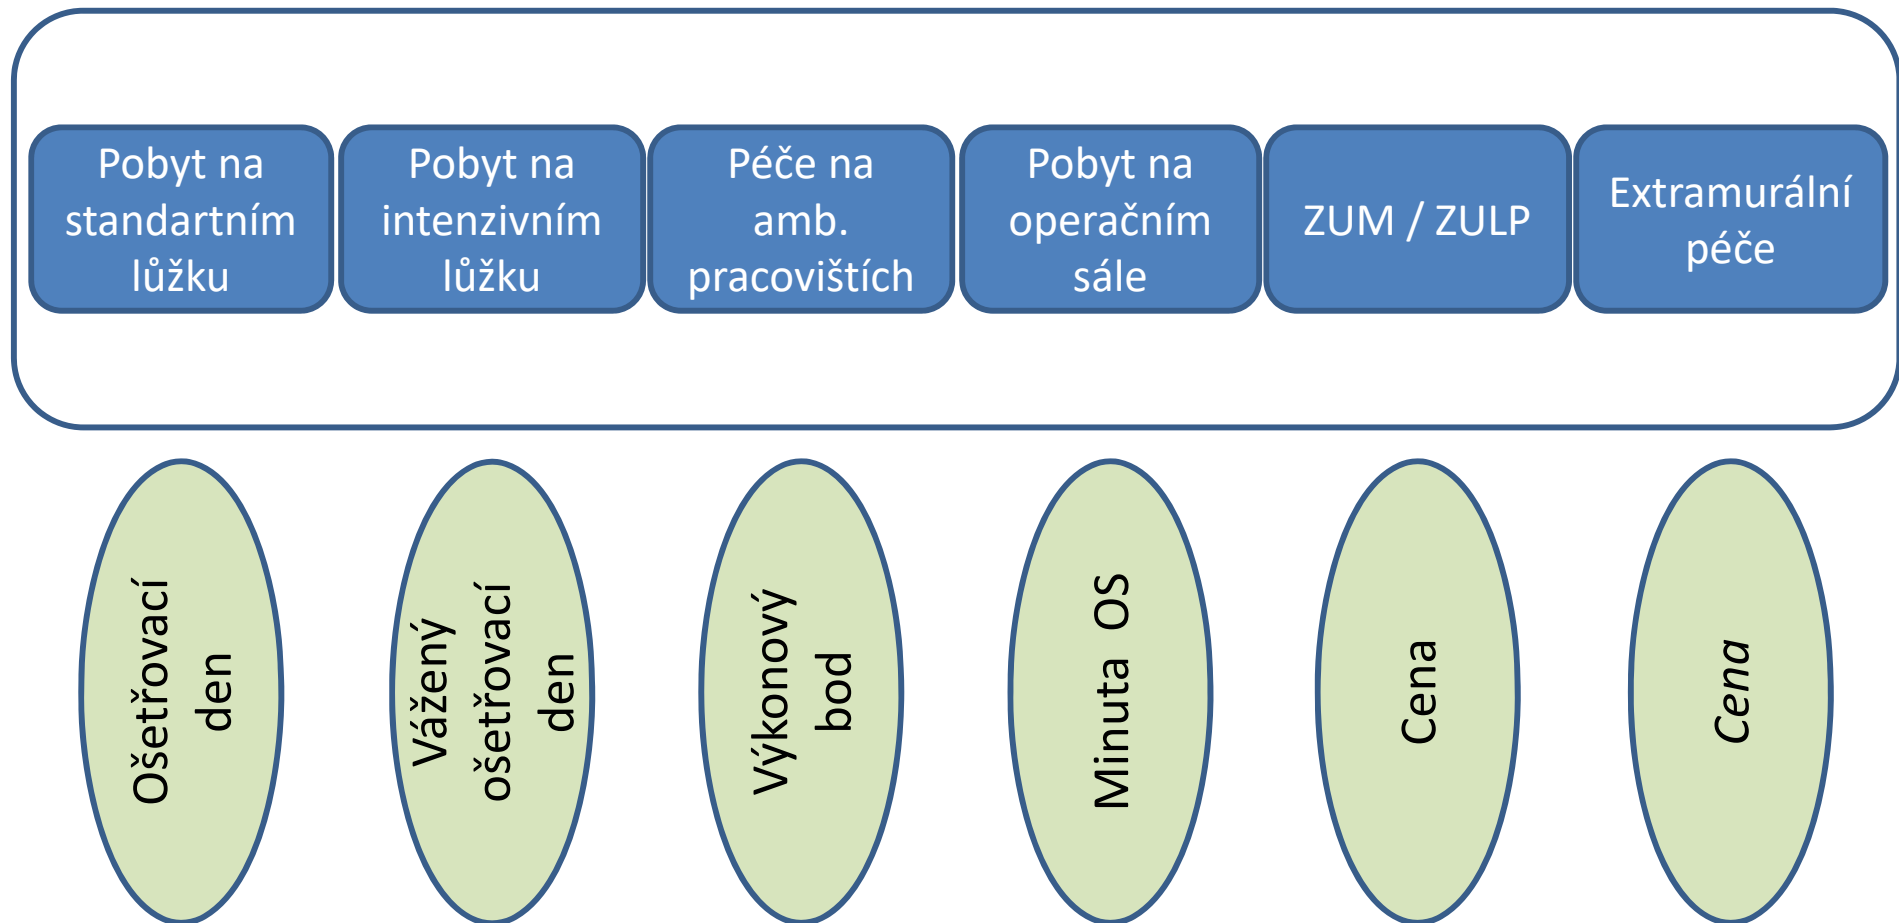 Pobyt na
standartním
lůžku
Pobyt na
intenzivním
lůžku
Péče na
amb.
pracovištích
Pobyt na
operačním
sále
ZUM / ZULP
Extramurální
péče
Ošetřovací
den
Vážený
ošetřovací
den
Výkonový
bod
Minuta OS
Cena
Cena